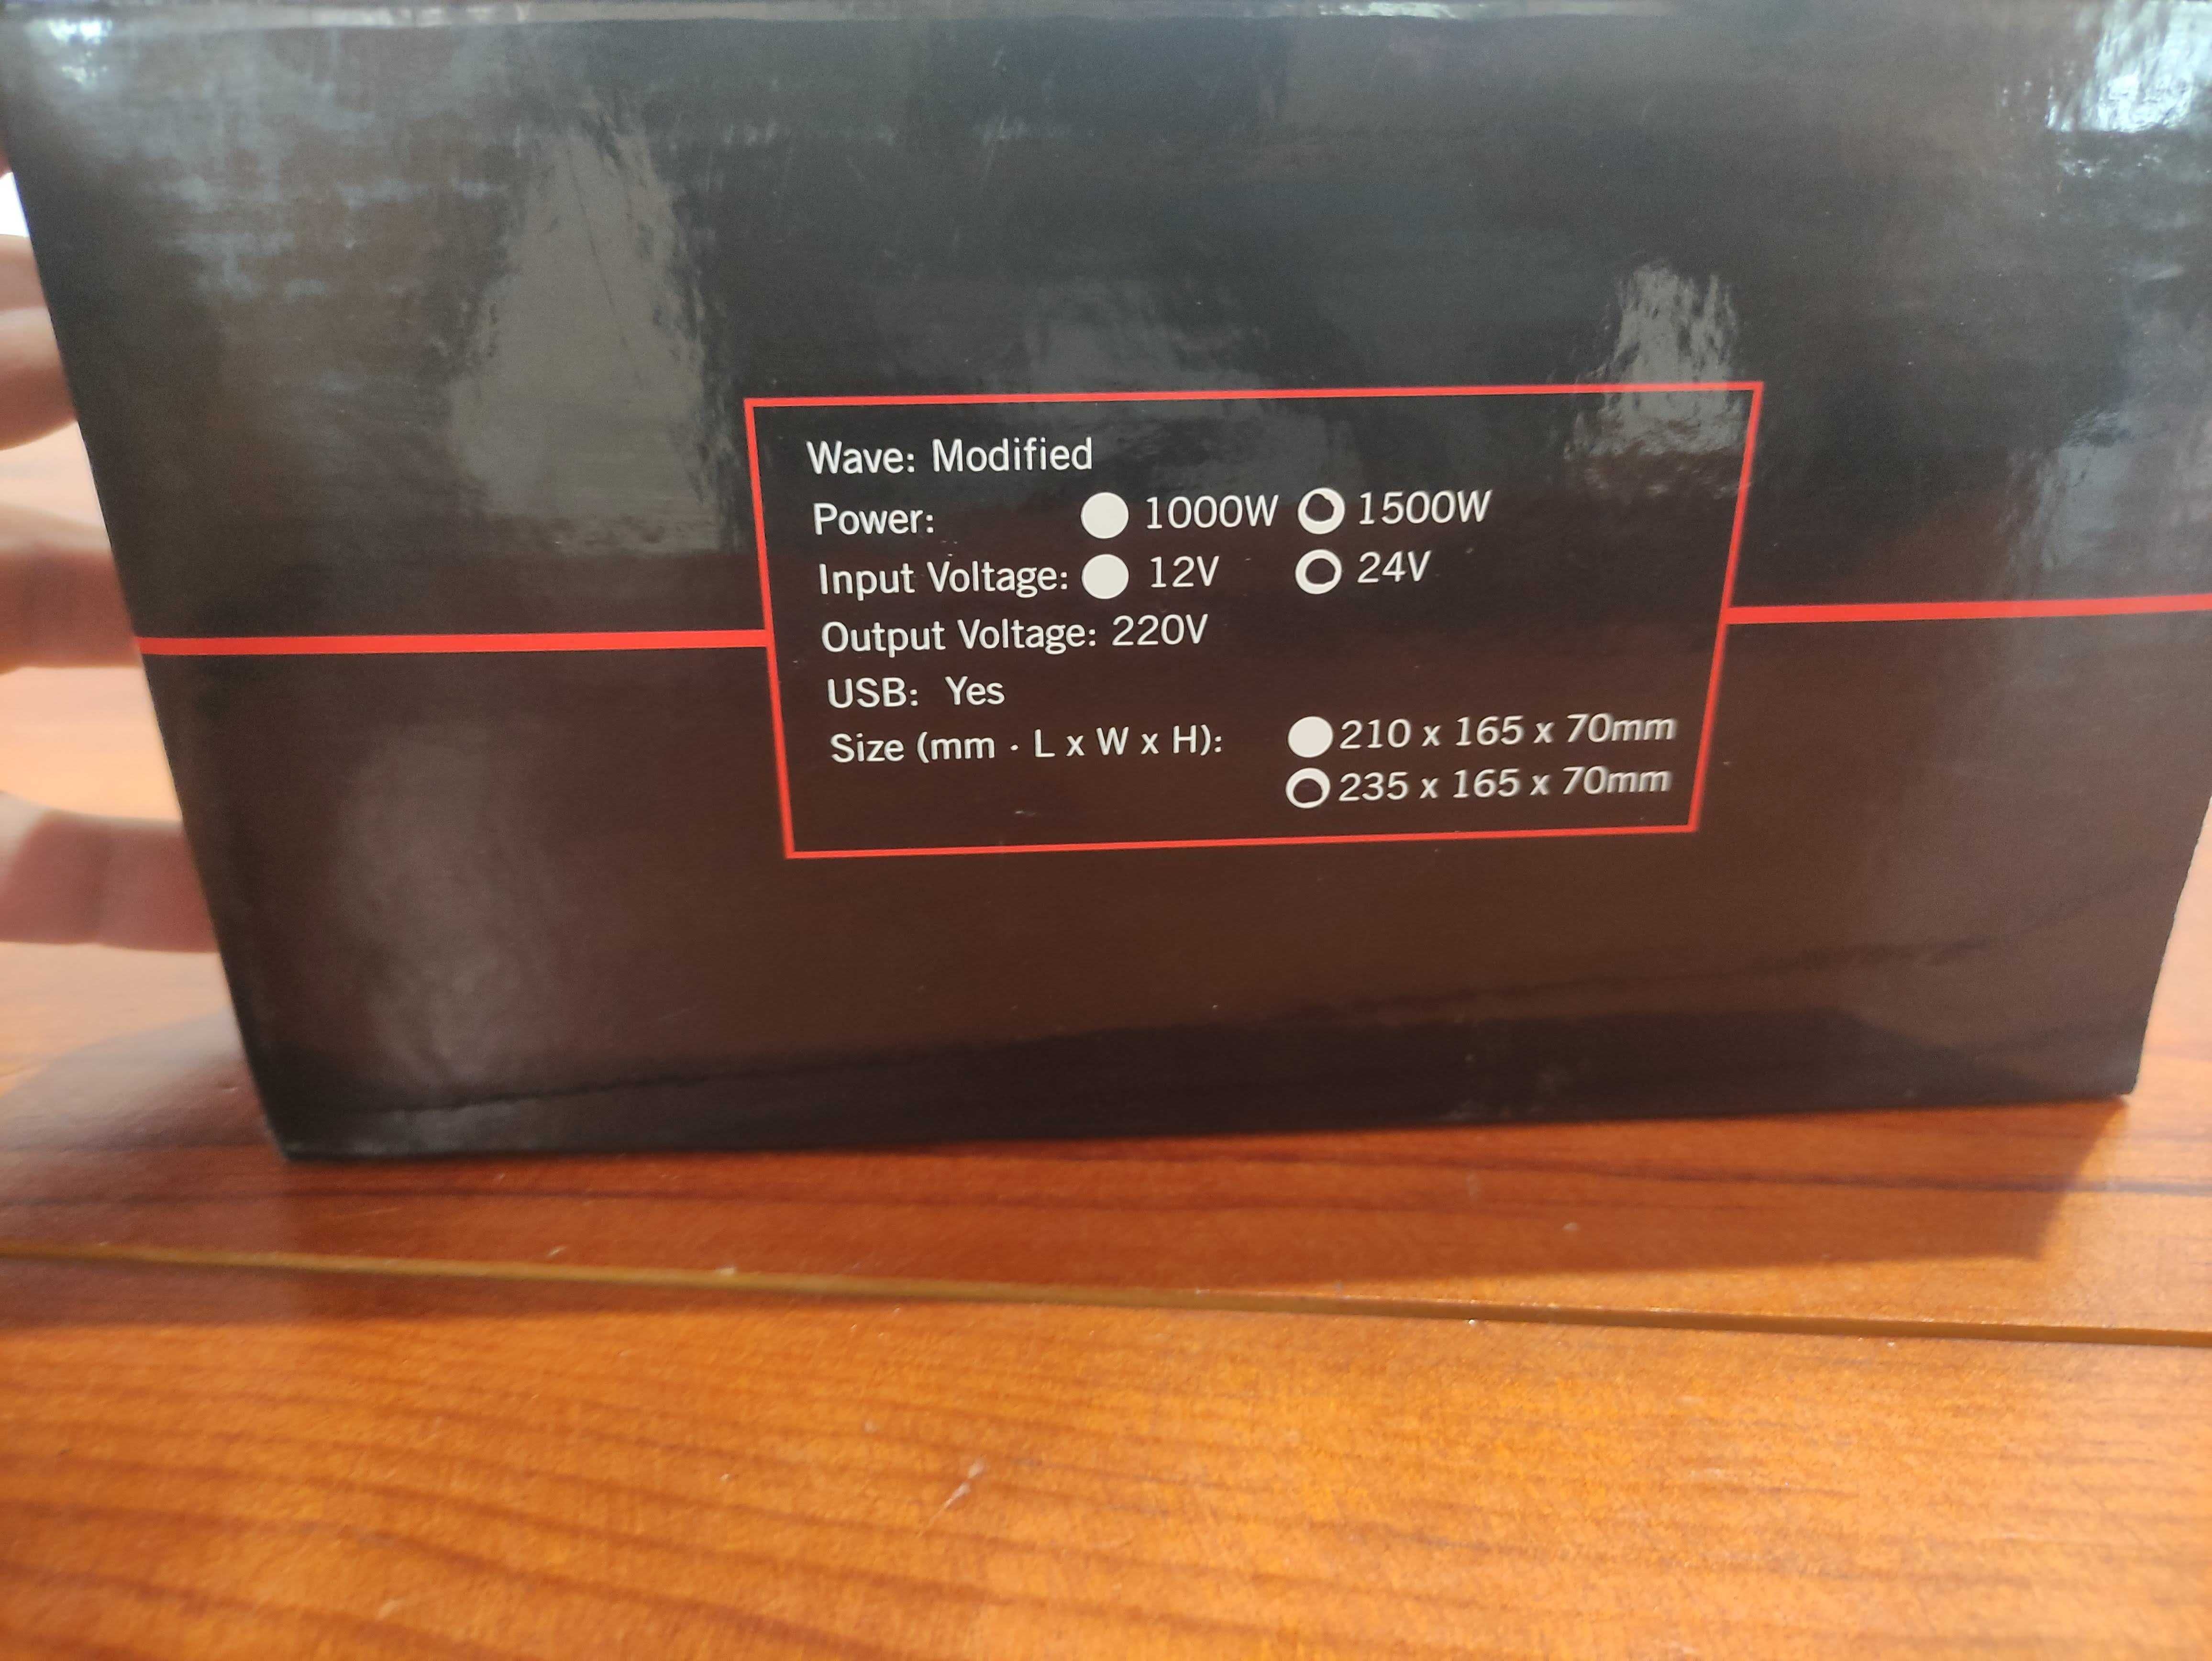 Wave: Modified
Power: ● 1000W ○ 1500W
Input Voltage: ● 12V ○ 24V
Output Voltage: 220V
USB: Yes
Size (mm · L x W x H): ● 210 x 165 x 70mm
○ 235 x 165 x 70mm